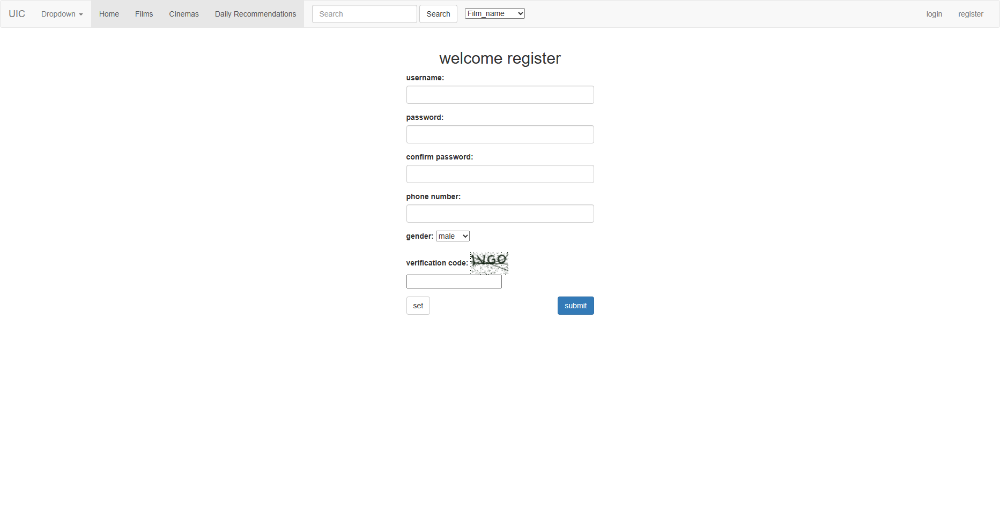 UIC Dropdown Home Films Cinemas Daily Recommendations Search Search Film_name login register
welcome register
username:
password:
confirm password:
phone number:
gender: male
verification code:
set submit